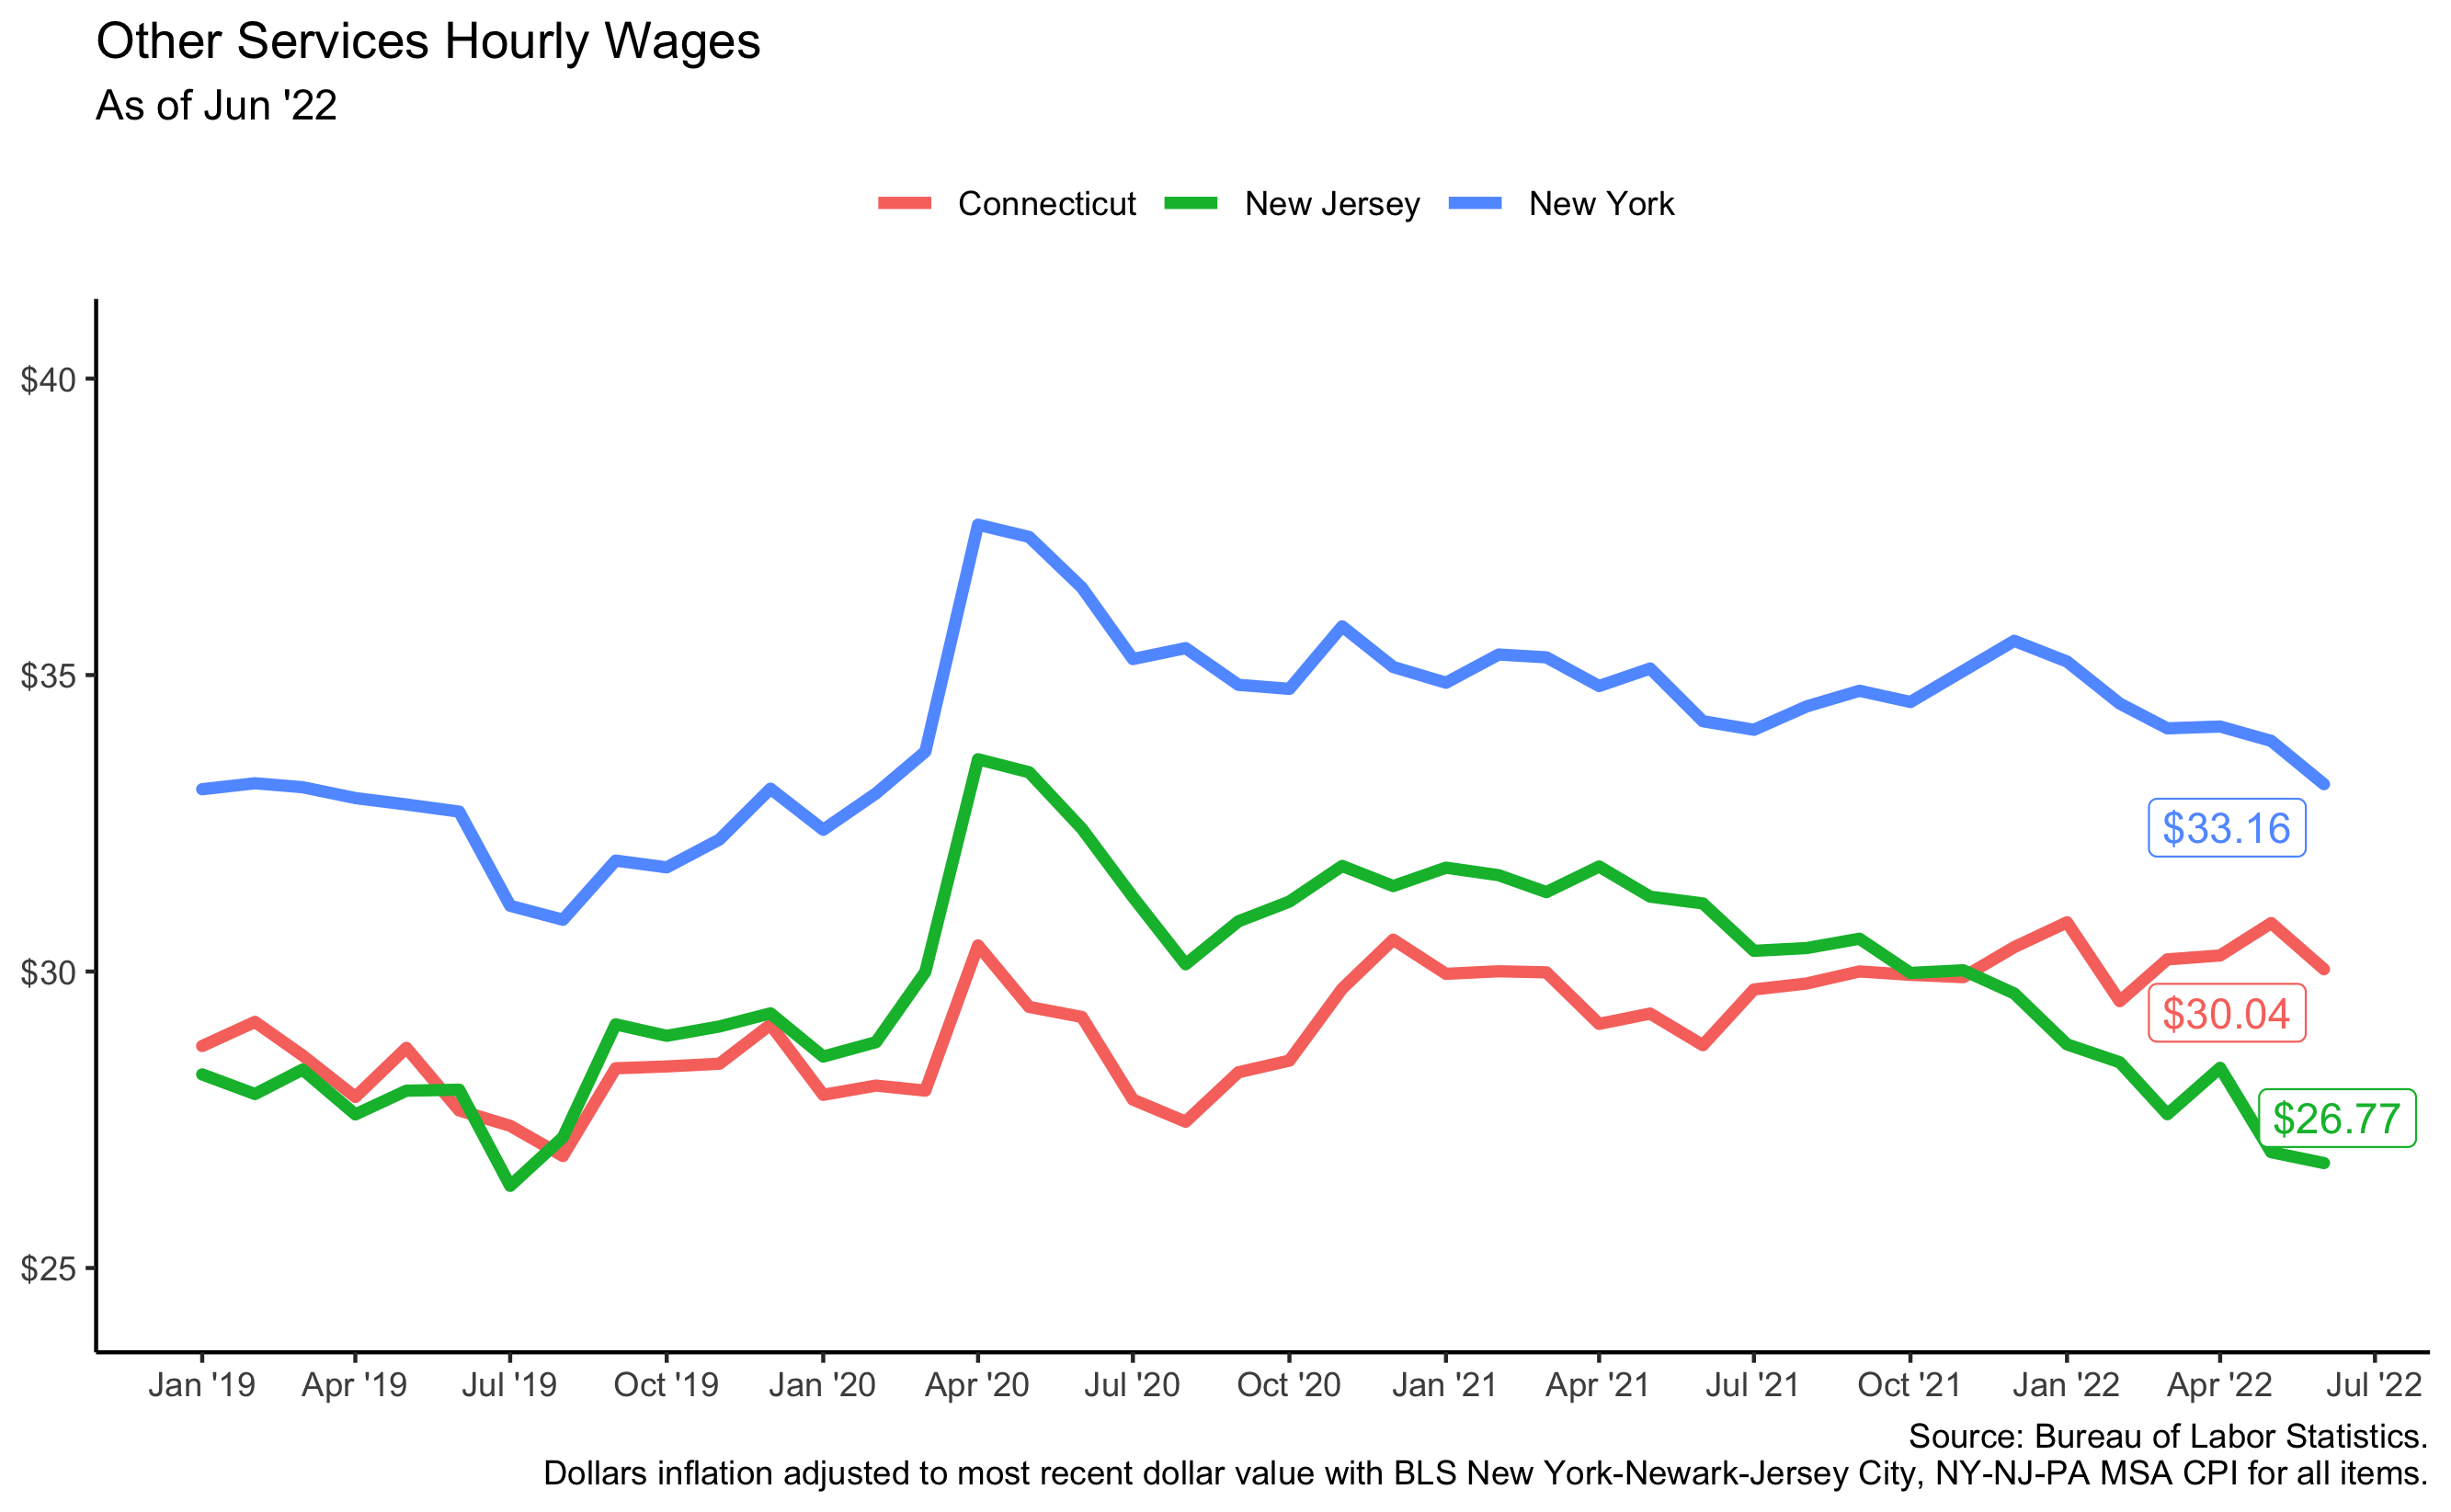 Other Services Hourly Wages
As of Jun '22
Connecticut New Jersey New York
$40
$35
$30
$25
$33.16
$30.04
$26.77
Jan '19 Apr '19 Jul '19 Oct '19 Jan '20 Apr '20 Jul '20 Oct '20 Jan '21 Apr '21 Jul '21 Oct '21 Jan '22 Apr '22 Jul '22
Source: Bureau of Labor Statistics.
Dollars inflation adjusted to most recent dollar value with BLS New York-Newark-Jersey City, NY-NJ-PA MSA CPI for all items.